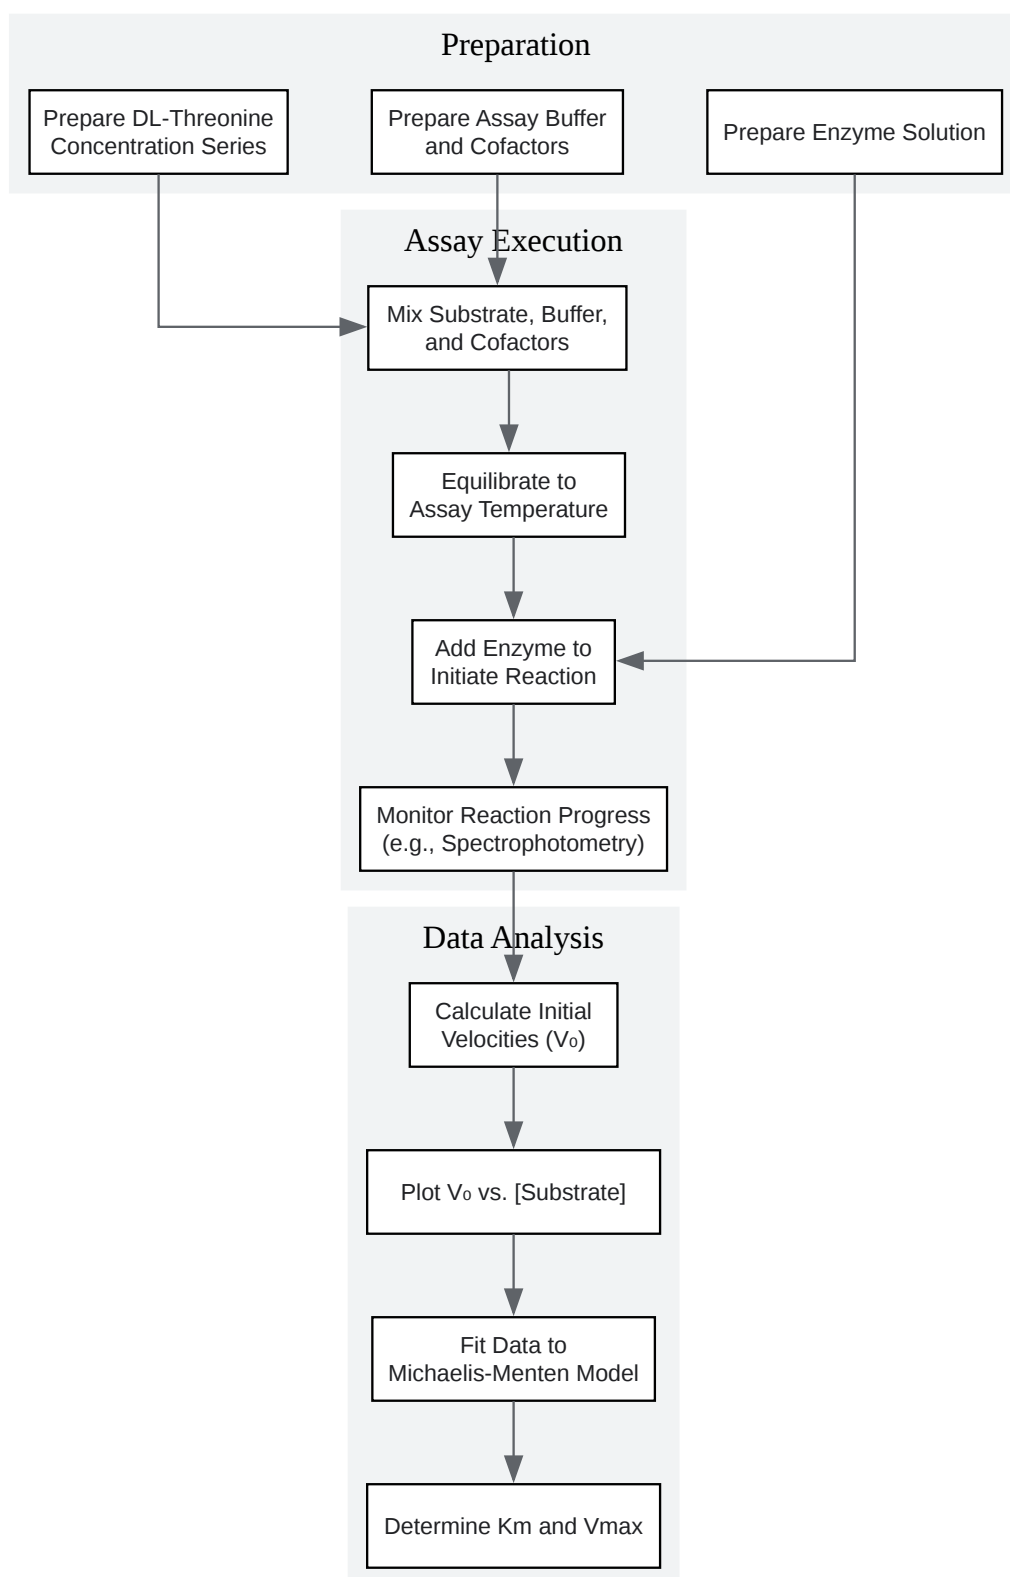 Preparation
Prepare DL-Threonine
Concentration Series
Prepare Assay Buffer
and Cofactors
Prepare Enzyme Solution
Assay Execution
Mix Substrate, Buffer,
and Cofactors
Equilibrate to
Assay Temperature
Add Enzyme to
Initiate Reaction
Monitor Reaction Progress
(e.g., Spectrophotometry)
Data Analysis
Calculate Initial
Velocities (V₀)
Plot V₀ vs. [Substrate]
Fit Data to
Michaelis-Menten Model
Determine Km and Vmax